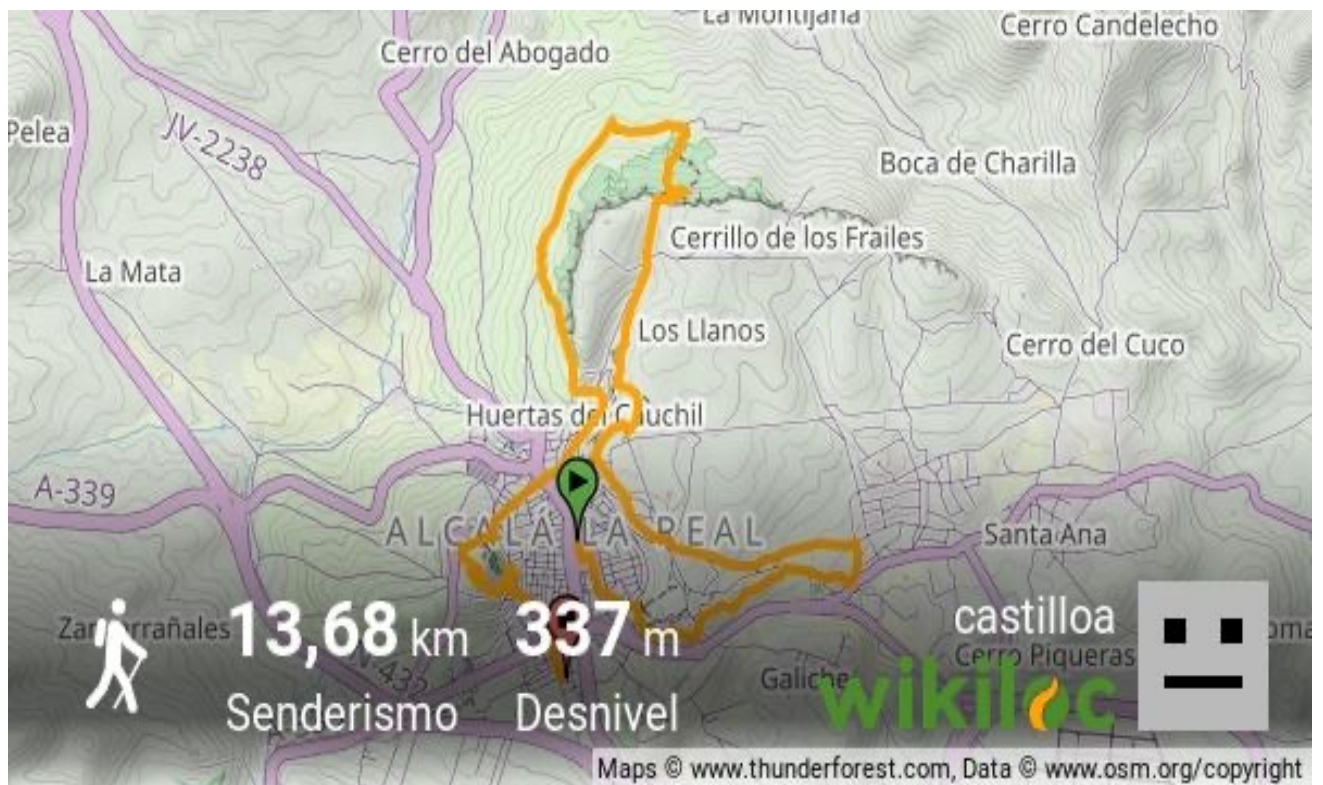 La Montijana
Cerro Candelecho
Cerro del Abogado
Pelea
JV-2238
Boca de Charilla
Cerrillo de los Frailes
La Mata
Los Llanos
Cerro del Cuco
Huertas del Cauchil
A-339
ALCALÁ LA REAL
Santa Ana
13,68 km
337 m
castilloa
N-432
Cerro Piqueras
Senderismo
Desnivel
wikiloc
Maps © www.thunderforest.com, Data © www.osm.org/copyright